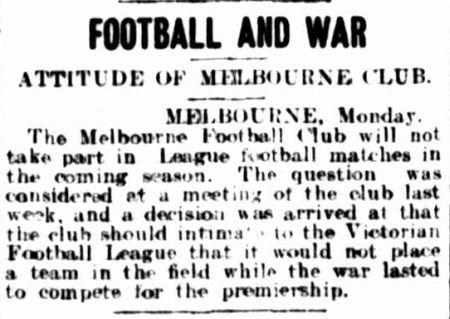 FOOTBALL AND WAR
ATTITUDE OF MELBOURNE CLUB.
MELBOURNE, Monday.
The Melbourne Football Club will not
take part in League football matches in
the coming season. The question was
considered at a meeting of the club last
week, and a decision was arrived at that
the club should intimate to the Victorian
Football League that it would not place
a team in the field while the war lasted
to compete for the premiership.